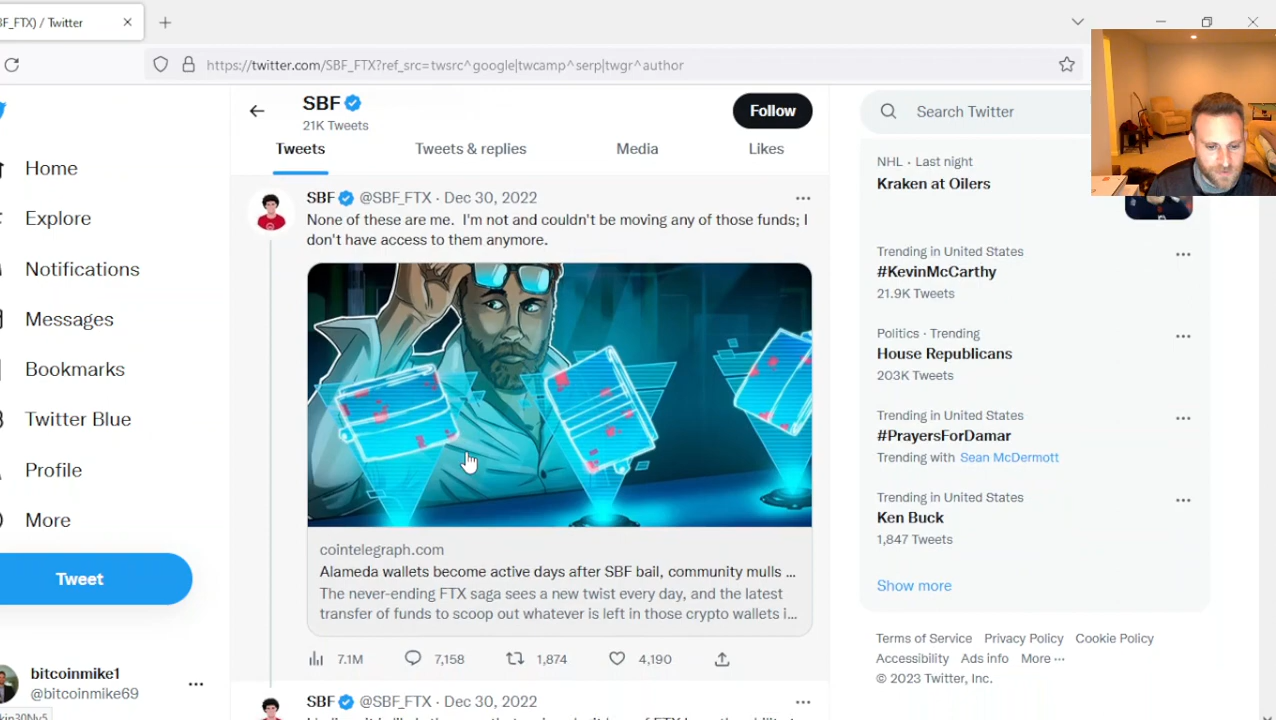 F_FTX) / Twitter
https://twitter.com/SBF_FTX?ref_src=twsrc^google|twcamp^serp|twgr^author
Home
Explore
Notifications
Messages
Bookmarks
Twitter Blue
Profile
More
Tweet
bitcoinmike1
@bitcoinmike69
SBF
21K Tweets
Follow
Tweets
Tweets & replies
Media
Likes
SBF @SBF_FTX · Dec 30, 2022
None of these are me. I'm not and couldn't be moving any of those funds; I
don't have access to them anymore.
cointelegraph.com
Alameda wallets become active days after SBF bail, community mulls ...
The never-ending FTX saga sees a new twist every day, and the latest
transfer of funds to scoop out whatever is left in those crypto wallets i...
7.1M 7,158 1,874 4,190
SBF @SBF_FTX · Dec 30, 2022
Search Twitter
NHL · Last night
Kraken at Oilers
Trending in United States
#KevinMcCarthy
21.9K Tweets
Politics · Trending
House Republicans
203K Tweets
Trending in United States
#PrayersForDamar
Trending with Sean McDermott
Trending in United States
Ken Buck
1,847 Tweets
Show more
Terms of Service Privacy Policy Cookie Policy
Accessibility Ads info More ···
© 2023 Twitter, Inc.